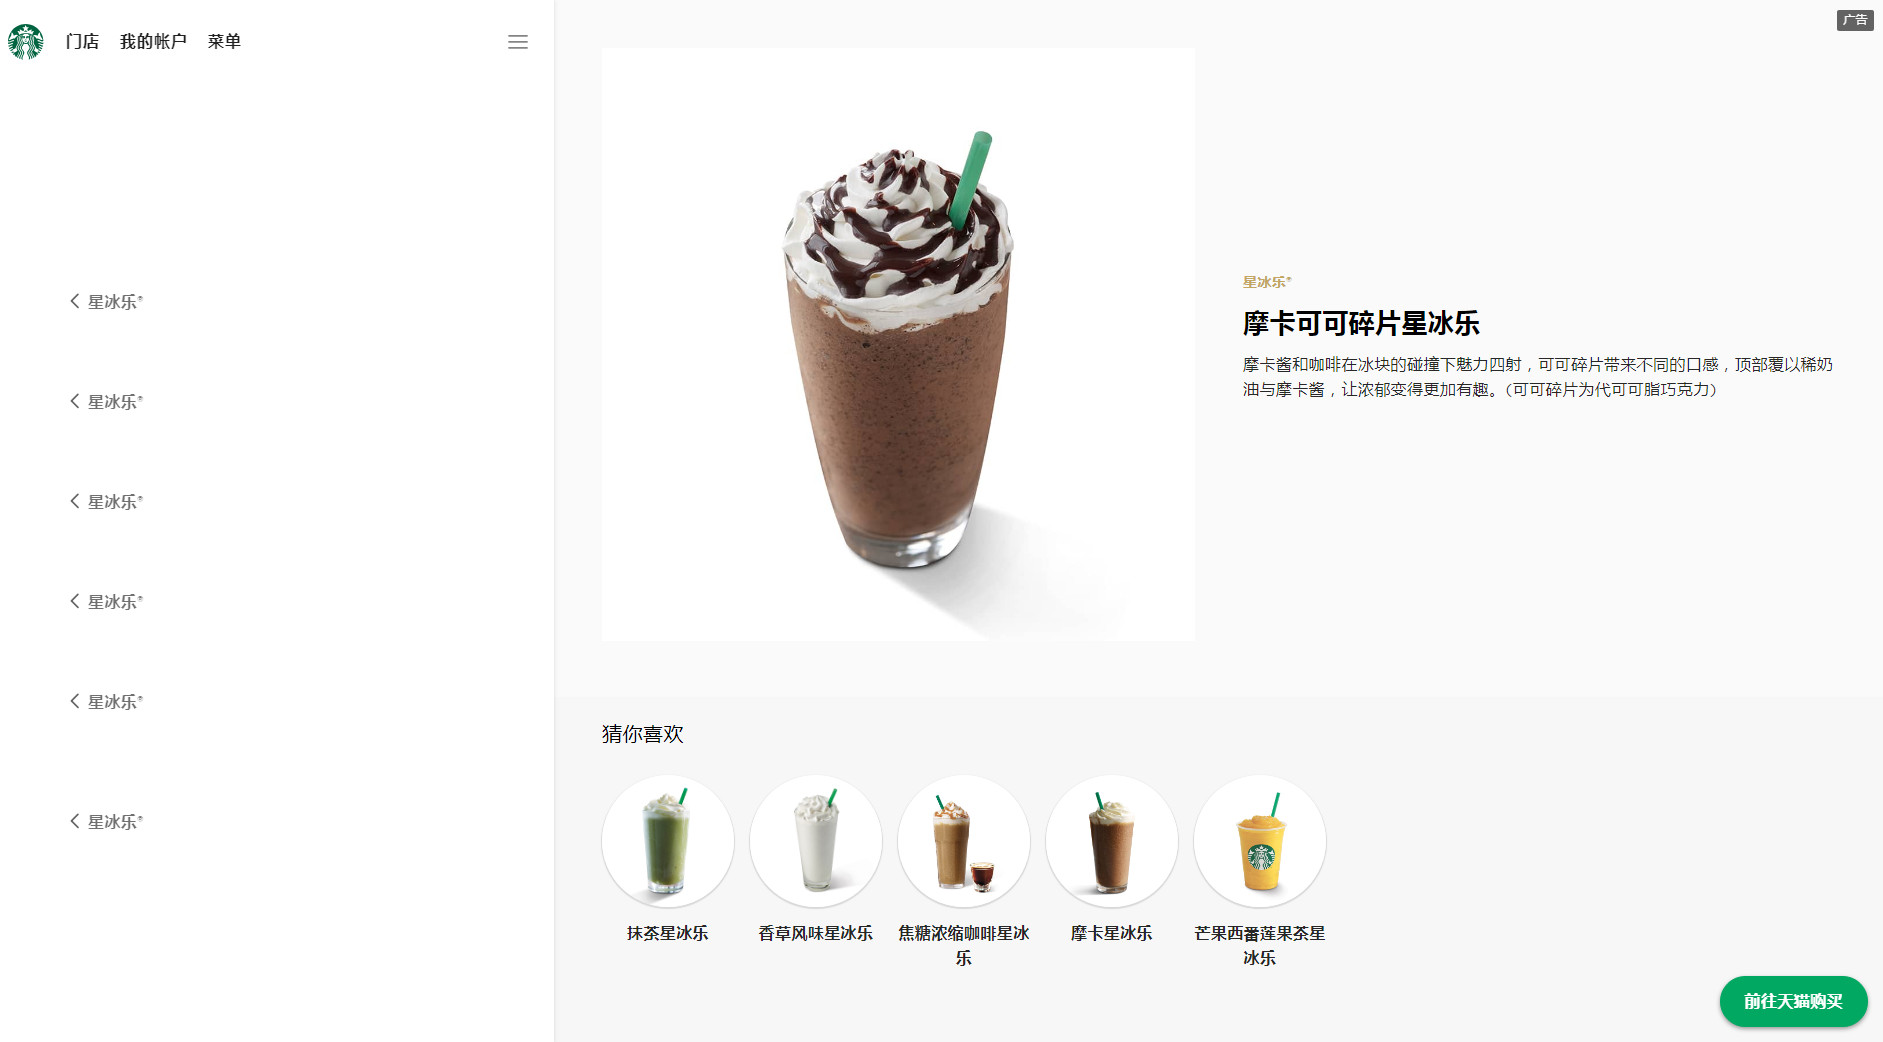 门店 我的帐户 菜单
星冰乐®
星冰乐®
星冰乐®
星冰乐®
星冰乐®
星冰乐®
广告
星冰乐®
摩卡可可碎片星冰乐
摩卡酱和咖啡在冰块的碰撞下魅力四射，可可碎片带来不同的口感，顶部覆以稀奶
油与摩卡酱，让浓郁变得更加有趣。（可可碎片为代可可脂巧克力）
猜你喜欢
抹茶星冰乐
香草风味星冰乐
焦糖浓缩咖啡星冰
乐
摩卡星冰乐
芒果西番莲果茶星
冰乐
前往天猫购买